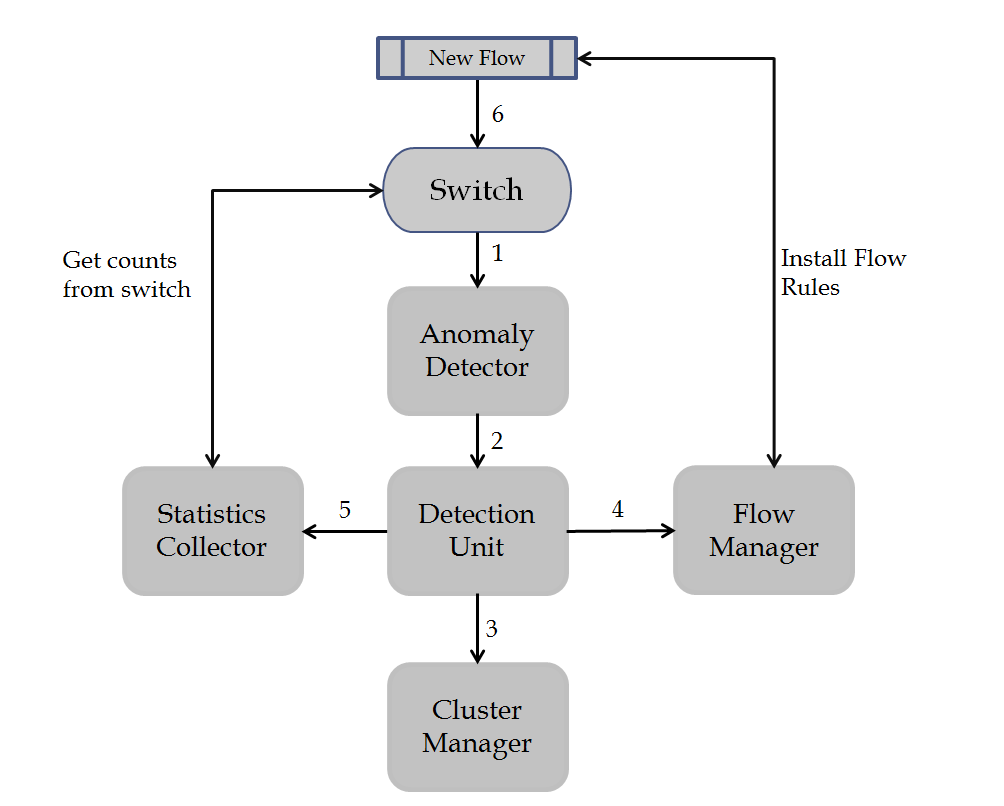 New Flow
6
Switch
1
Get counts
from switch
Install Flow
Rules
Anomaly
Detector
2
Statistics
Collector
5
Detection
Unit
4
Flow
Manager
3
Cluster
Manager